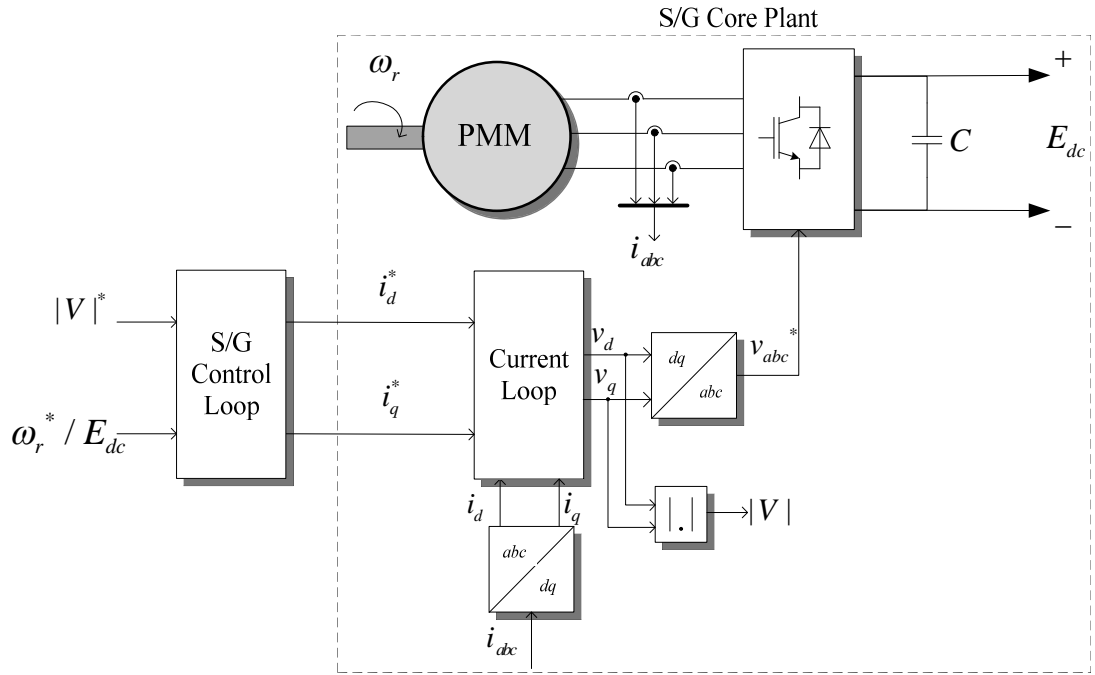 S/G Core Plant
ω_r
PMM
+
C
E_dc
−
i_abc
|V|^*
i_d^*
S/G
Control
Loop
Current
Loop
v_d
v_q
dq
abc
v_abc^*
i_q^*
ω_r^* / E_dc
i_d
i_q
|.|
|V|
abc
dq
i_abc